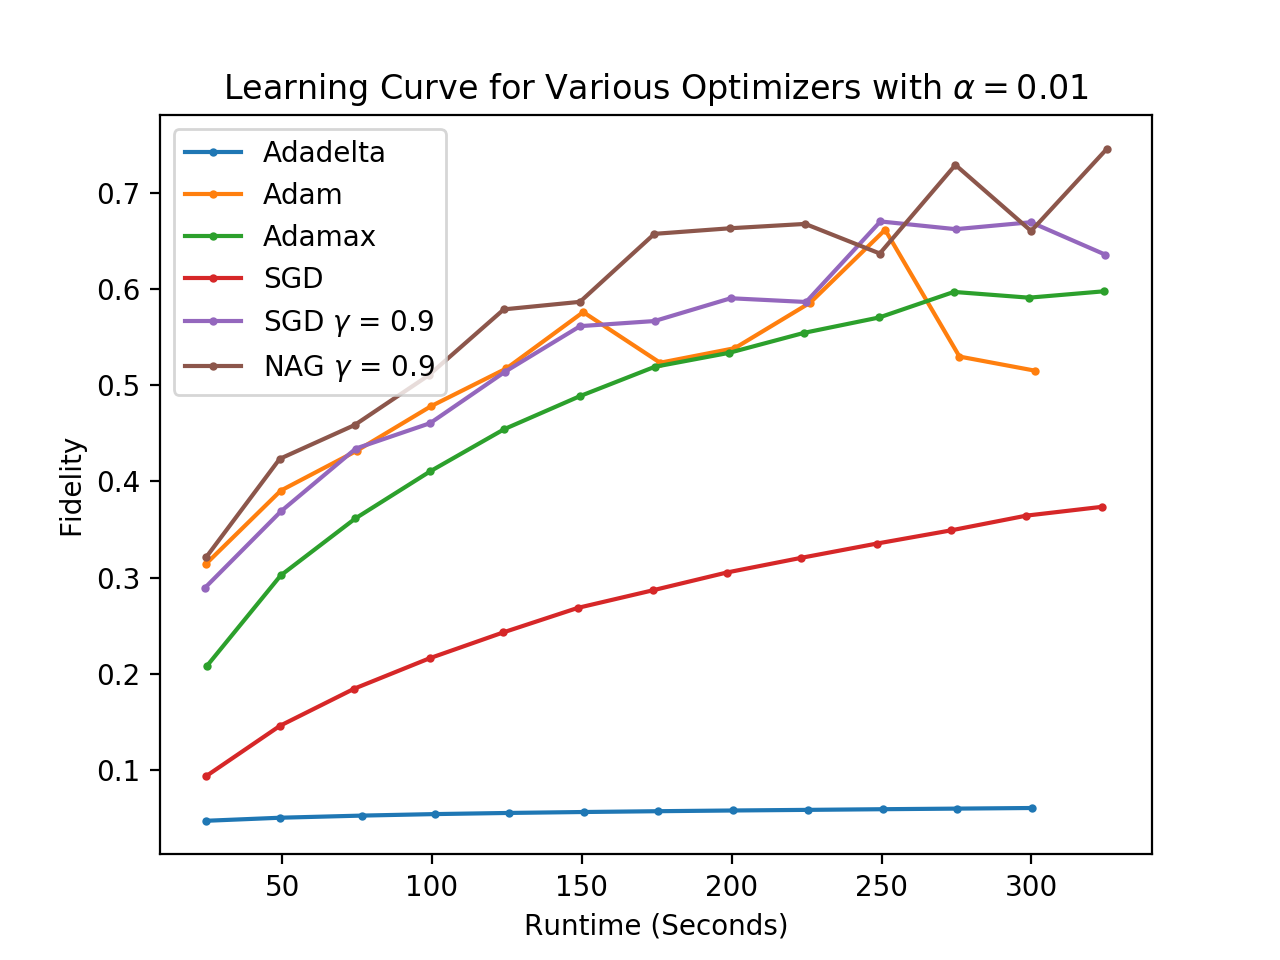 Learning Curve for Various Optimizers with α = 0.01
Adadelta
Adam
Adamax
SGD
SGD γ = 0.9
NAG γ = 0.9
0.7
0.6
0.5
0.4
0.3
0.2
0.1
Fidelity
50 100 150 200 250 300
Runtime (Seconds)